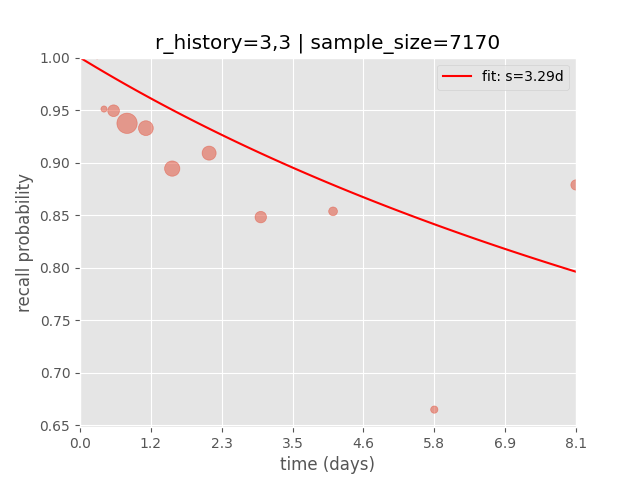 r_history=3,3 | sample_size=7170
fit: s=3.29d
1.00
0.95
0.90
0.85
0.80
0.75
0.70
0.65
recall probability
0.0 1.2 2.3 3.5 4.6 5.8 6.9 8.1
time (days)